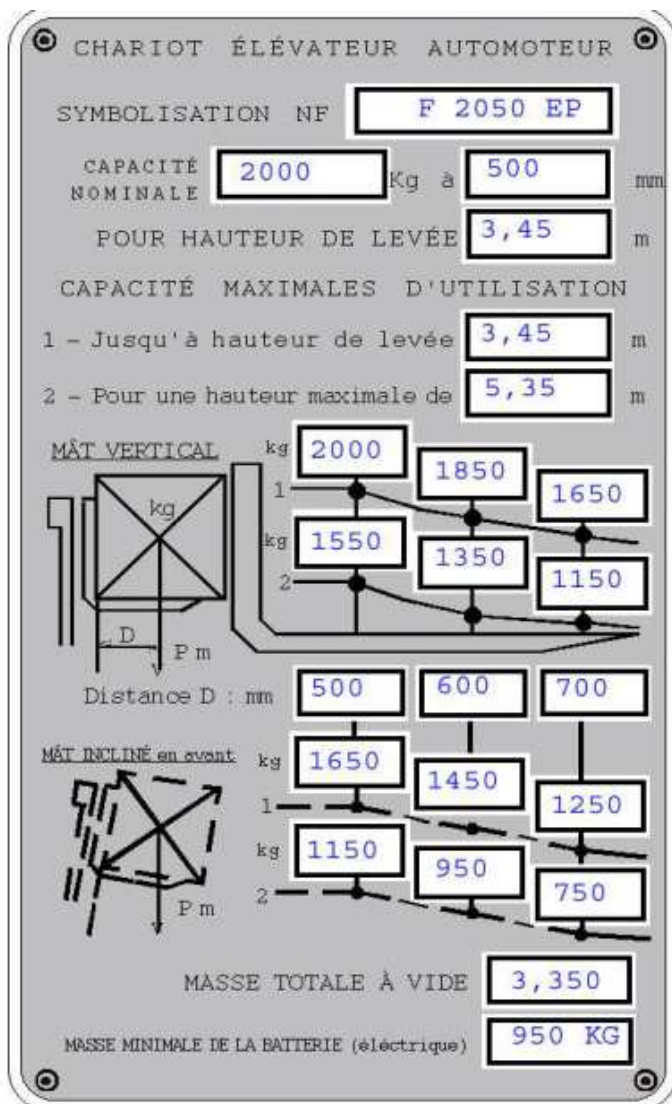 CHARIOT ÉLÉVATEUR AUTOMOTEUR
SYMBOLISATION NF F 2050 EP
CAPACITÉ NOMINALE 2000 Kg à 500 mm
POUR HAUTEUR DE LEVÉE 3,45 m
CAPACITÉ MAXIMALES D'UTILISATION
1 - Jusqu'à hauteur de levée 3,45 m
2 - Pour une hauteur maximale de 5,35 m
MÂT VERTICAL
kg
D
P m
kg 2000 1850 1650
1
kg 1550 1350 1150
2
Distance D : mm 500 600 700
MÂT INCLINÉ en avant
P m
kg 1650 1450 1250
1
kg 1150 950 750
2
MASSE TOTALE À VIDE 3,350
MASSE MINIMALE DE LA BATTERIE (éléctrique) 950 KG